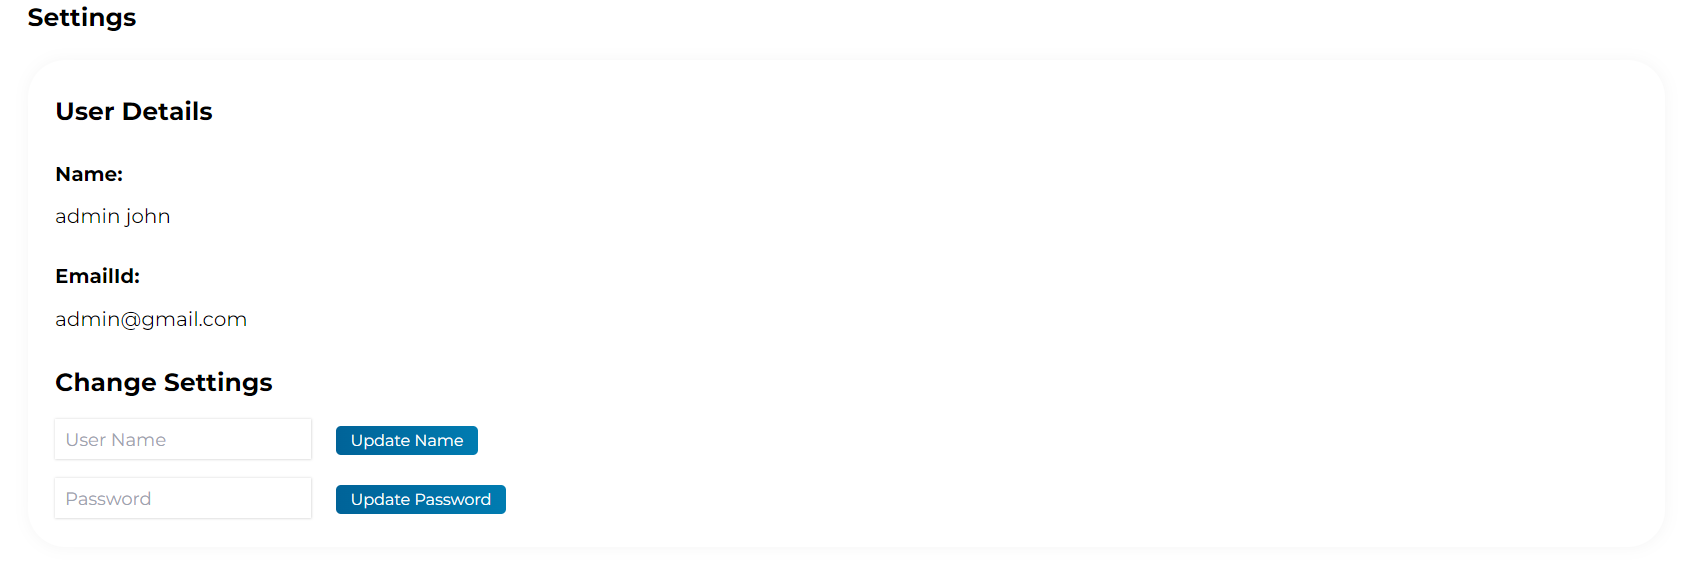 Settings
User Details
Name:
admin john
EmailId:
admin@gmail.com
Change Settings
User Name
Update Name
Password
Update Password